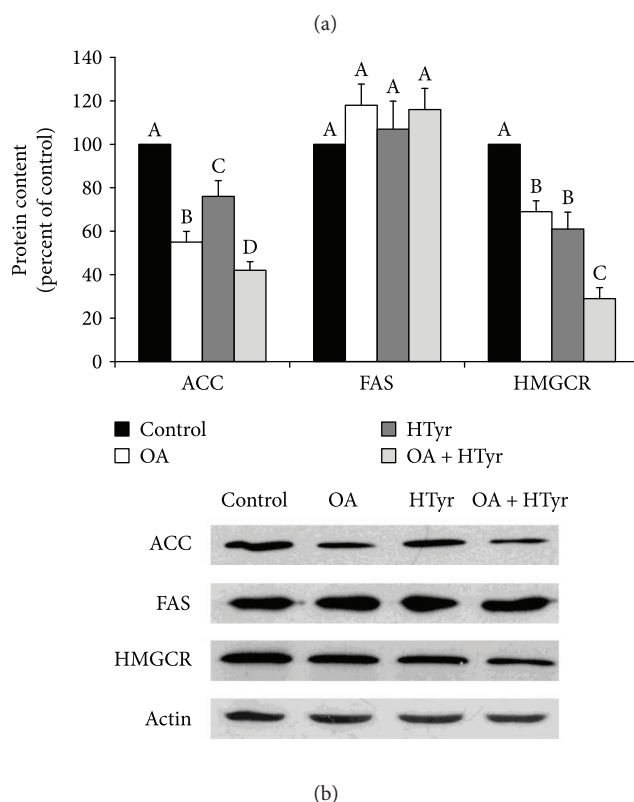 (a)
140
120
100
80
60
40
20
0
Protein content
(percent of control)
A
B
C
D
A
A
A
A
A
B
B
C
ACC FAS HMGCR
Control HTyr
OA OA + HTyr
Control OA HTyr OA + HTyr
ACC
FAS
HMGCR
Actin
(b)